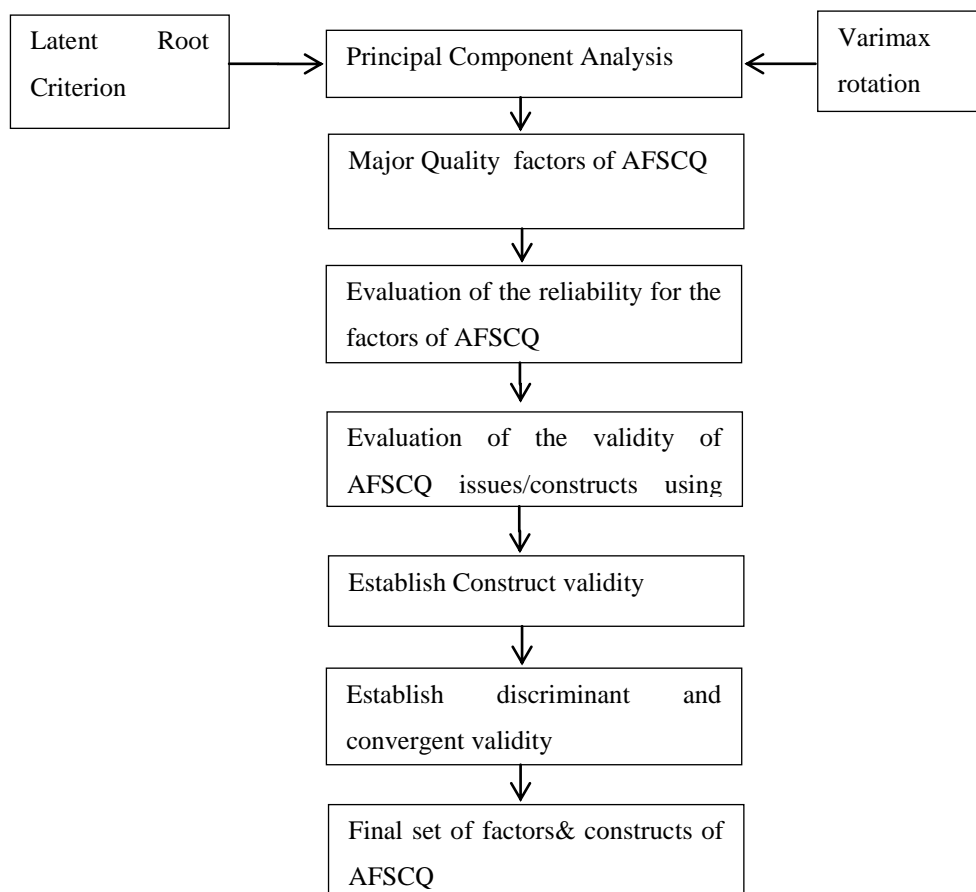 Latent Root
Criterion
Principal Component Analysis
Varimax
rotation
Major Quality factors of AFSCQ
Evaluation of the reliability for the
factors of AFSCQ
Evaluation of the validity of
AFSCQ issues/constructs using
Establish Construct validity
Establish discriminant and
convergent validity
Final set of factors& constructs of
AFSCQ